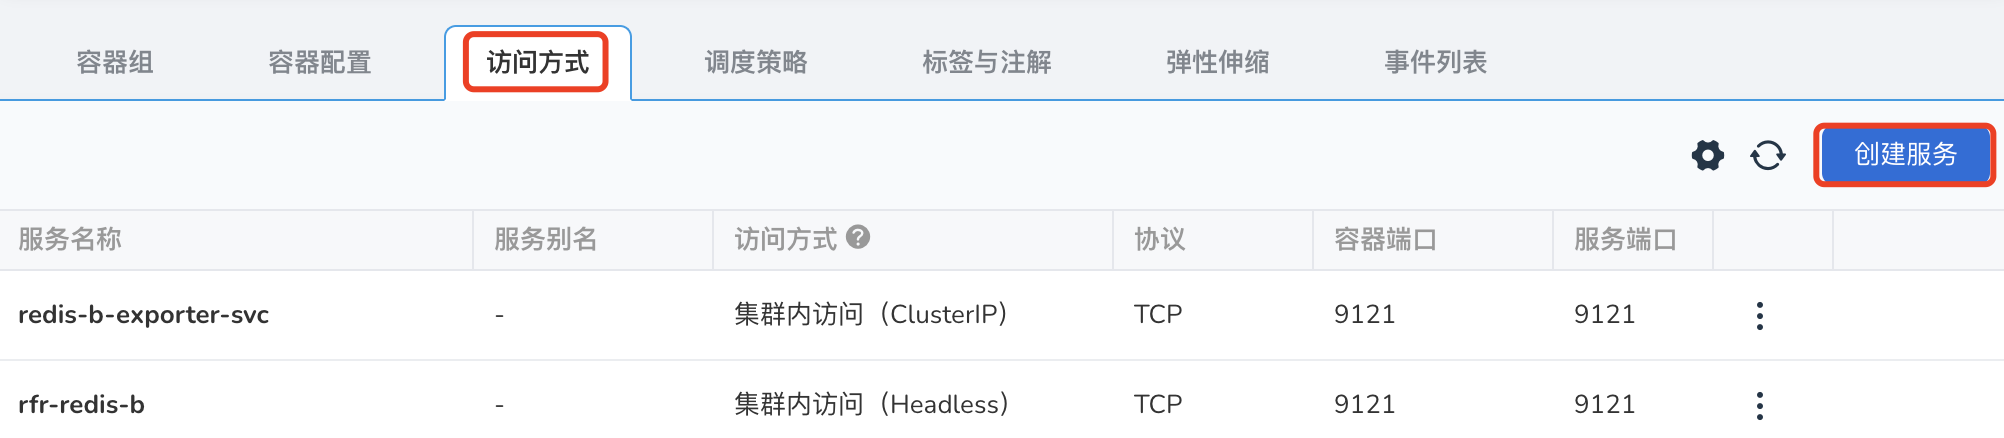 容器组 容器配置 访问方式 调度策略 标签与注解 弹性伸缩 事件列表
创建服务
服务名称 服务别名 访问方式 协议 容器端口 服务端口
redis-b-exporter-svc - 集群内访问（ClusterIP） TCP 9121 9121
rfr-redis-b - 集群内访问（Headless） TCP 9121 9121